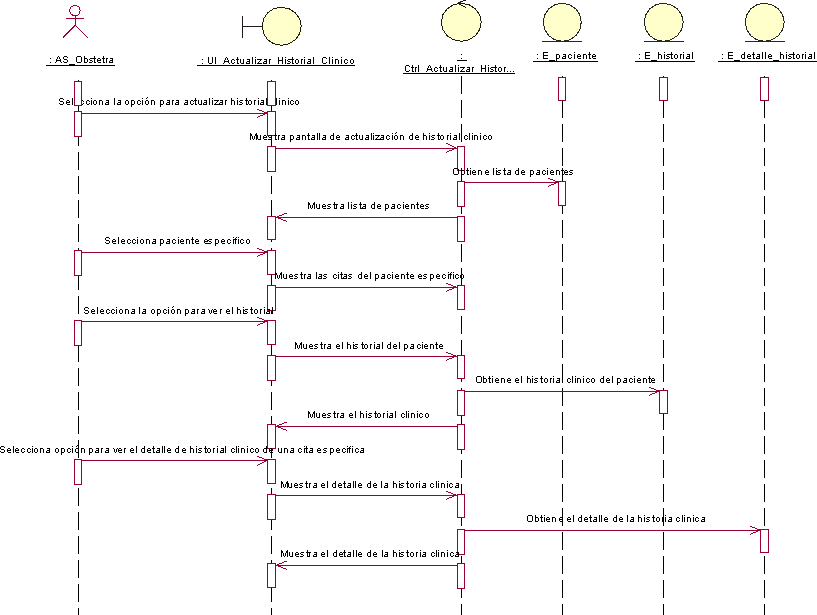 : AS_Obstetra
: UI_Actualizar_Historial_Clinico
:
Ctrl_Actualizar_Histor...
: E_paciente
: E_historial
: E_detalle_historial
Selecciona la opción para actualizar historial clinico
Muestra pantalla de actualización de historial clinico
Obtiene lista de pacientes
Muestra lista de pacientes
Selecciona paciente especifico
Muestra las citas del paciente especifico
Selecciona la opción para ver el historial
Muestra el historial del paciente
Obtiene el historial clinico del paciente
Muestra el historial clinico
Selecciona opción para ver el detalle de historial clinico de una cita especifica
Muestra el detalle de la historia clinica
Obtiene el detalle de la historia clinica
Muestra el detalle de la historia clinica